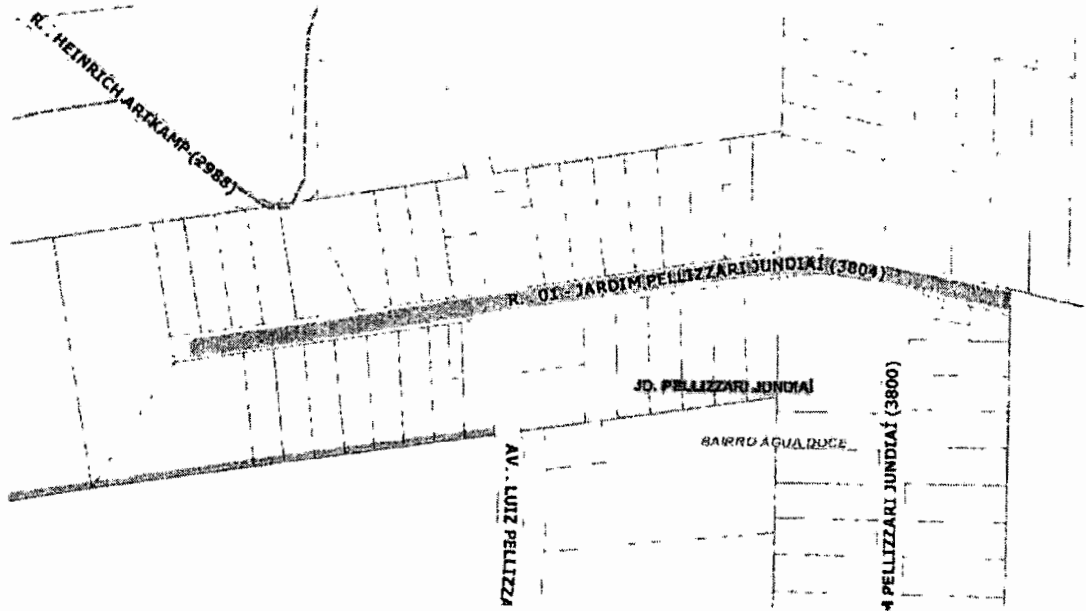 R. . HEINRICH ARTKAMP (2988)
R. . 01 - JARDIM PELLIZZARI JUNDIAÍ (3804)
JD. PELLIZZARI JUNDIAÍ
BAIRRO ÁGUA DOCE
AV. . LUIZ PELLIZZA
M PELLIZZARI JUNDIAÍ (3800)